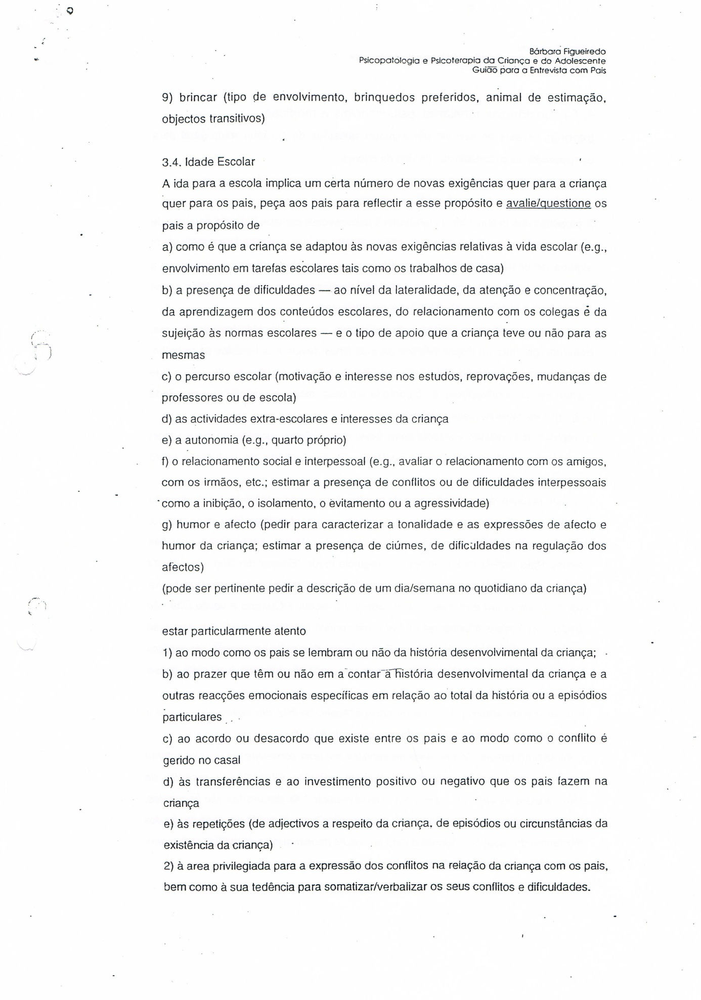 Bárbara Figueiredo
Psicopatologia e Psicoterapia da Criança e do Adolescente
Guião para a Entrevista com Pais
9) brincar (tipo de envolvimento, brinquedos preferidos, animal de estimação,
objectos transitivos)
3.4. Idade Escolar
A ida para a escola implica um certa número de novas exigências quer para a criança
quer para os pais, peça aos pais para reflectir a esse propósito e avalie/questione os
pais a propósito de
a) como é que a criança se adaptou às novas exigências relativas à vida escolar (e.g.,
envolvimento em tarefas escolares tais como os trabalhos de casa)
b) a presença de dificuldades — ao nível da lateralidade, da atenção e concentração,
da aprendizagem dos conteúdos escolares, do relacionamento com os colegas e da
sujeição às normas escolares — e o tipo de apoio que a criança teve ou não para as
mesmas
c) o percurso escolar (motivação e interesse nos estudos, reprovações, mudanças de
professores ou de escola)
d) as actividades extra-escolares e interesses da criança
e) a autonomia (e.g., quarto próprio)
f) o relacionamento social e interpessoal (e.g., avaliar o relacionamento com os amigos,
com os irmãos, etc.; estimar a presença de conflitos ou de dificuldades interpessoais
como a inibição, o isolamento, o evitamento ou a agressividade)
g) humor e afecto (pedir para caracterizar a tonalidade e as expressões de afecto e
humor da criança; estimar a presença de ciúmes, de dificuldades na regulação dos
afectos)
(pode ser pertinente pedir a descrição de um dia/semana no quotidiano da criança)
estar particularmente atento
1) ao modo como os pais se lembram ou não da história desenvolvimental da criança;
b) ao prazer que têm ou não em a contar a história desenvolvimental da criança e a
outras reacções emocionais específicas em relação ao total da história ou a episódios
particulares
c) ao acordo ou desacordo que existe entre os pais e ao modo como o conflito é
gerido no casal
d) às transferências e ao investimento positivo ou negativo que os pais fazem na
criança
e) às repetições (de adjectivos a respeito da criança, de episódios ou circunstâncias da
existência da criança)
2) à area privilegiada para a expressão dos conflitos na relação da criança com os pais,
bem como à sua tedência para somatizar/verbalizar os seus conflitos e dificuldades.